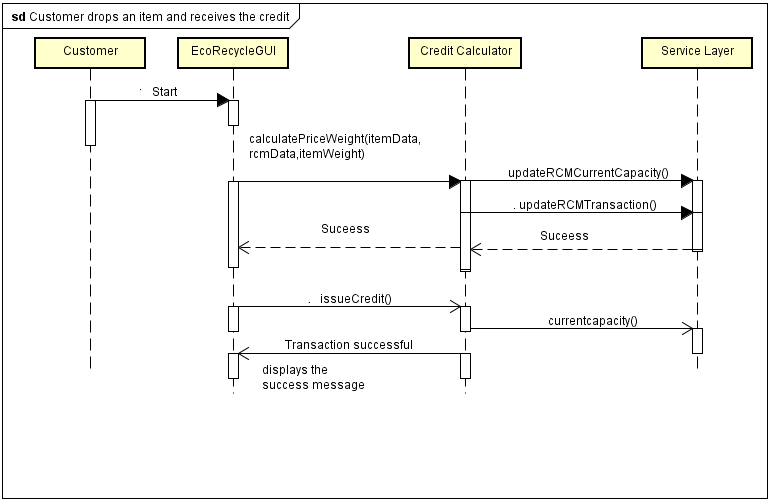 sd Customer drops an item and receives the credit
Customer
EcoRecycleGUI
Credit Calculator
Service Layer
Start
calculatePriceWeight(itemData,
rcmData,itemWeight)
updateRCMCurrentCapacity()
. updateRCMTransaction()
Suceess
Suceess
. issueCredit()
currentcapacity()
Transaction successful
displays the
success message